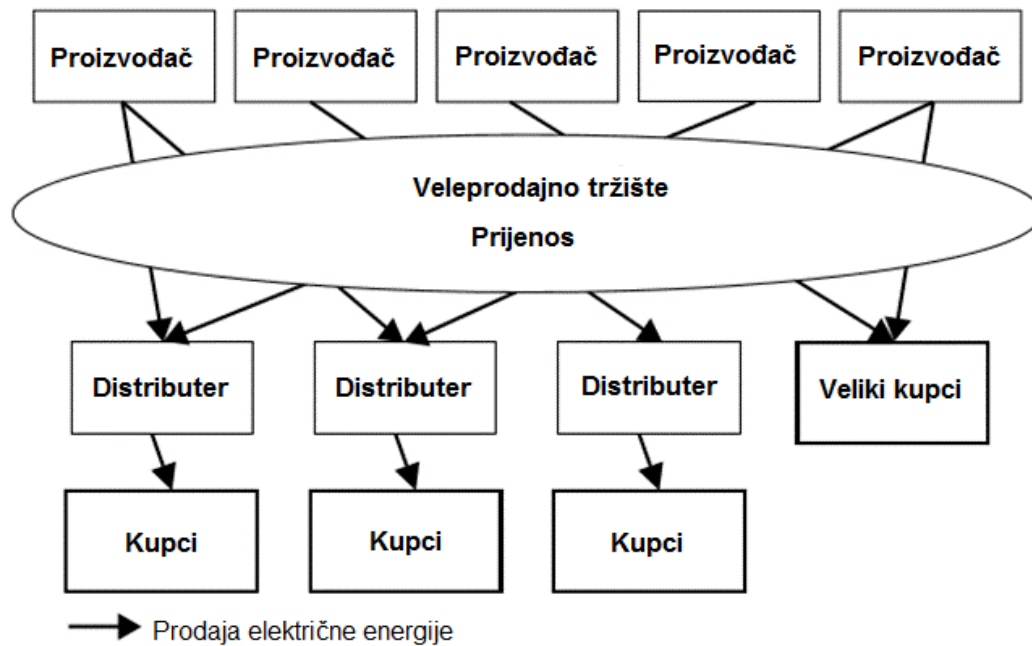 Proizvođač
Proizvođač
Proizvođač
Proizvođač
Proizvođač
Veleprodajno tržište
Prijenos
Distributer
Distributer
Distributer
Veliki kupci
Kupci
Kupci
Kupci
Prodaja električne energije